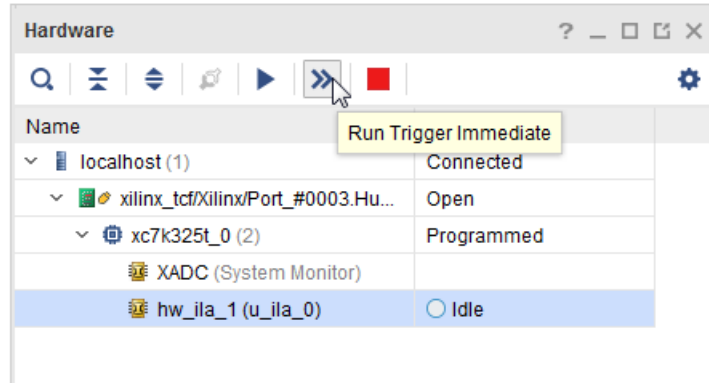 Hardware
Name
Run Trigger Immediate
localhost (1) Connected
xilinx_tcf/Xilinx/Port_#0003.Hu... Open
xc7k325t_0 (2) Programmed
XADC (System Monitor)
hw_ila_1 (u_ila_0) Idle